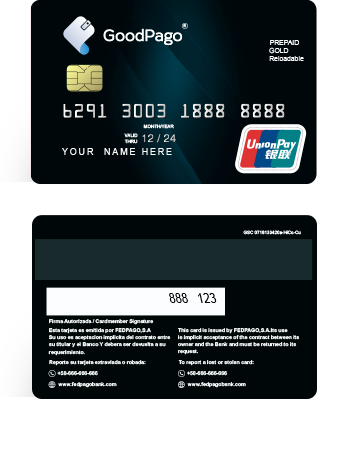 GoodPago®
PREPAID
GOLD
Reloadable
6291 3003 1888 8888
MONTH/YEAR
VALID
THRU 12 / 24
YOUR NAME HERE
UnionPay
银联
GSC 0716133420a-HiCo-Cu
888 123
Firma Autorizada / Cardmember Signature
Esta tarjeta es emitida por FEDPAGO,S.A
Su uso es aceptacion implicita del contrato entre
su titular y el Banco Y debera ser devuelta a su
requerimiento.
Reporte su tarjeta extraviada o robada:
+58-666-666-666
www.fedpagobank.com
This card is issued by FEDPAGO,S.A.Its use
is implicit acceptance of the contract between its
owner and the Bank and must be returned to its
request.
To report a lost or stolen card:
+58-666-666-666
www.fedpagobank.com